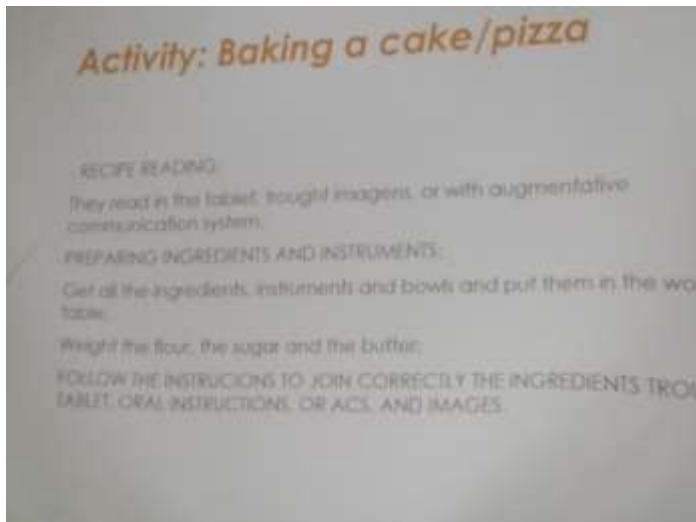 Activity: Baking a cake/pizza
- RECIPE READING:
They read in the tablet, trought imagens, or with augmentative
communication system.
PREPARING INGREDIENTS AND INSTRUMENTS:
Get all the ingredients, instruments and bowls and put them in the wo
table.
Weight the flour, the sugar and the butter;
FOLLOW THE INSTRUCIONS TO JOIN CORRECTLY THE INGREDIENTS
TABLET, ORAL INSTRUCTIONS, OR ACS, AND IMAGES.